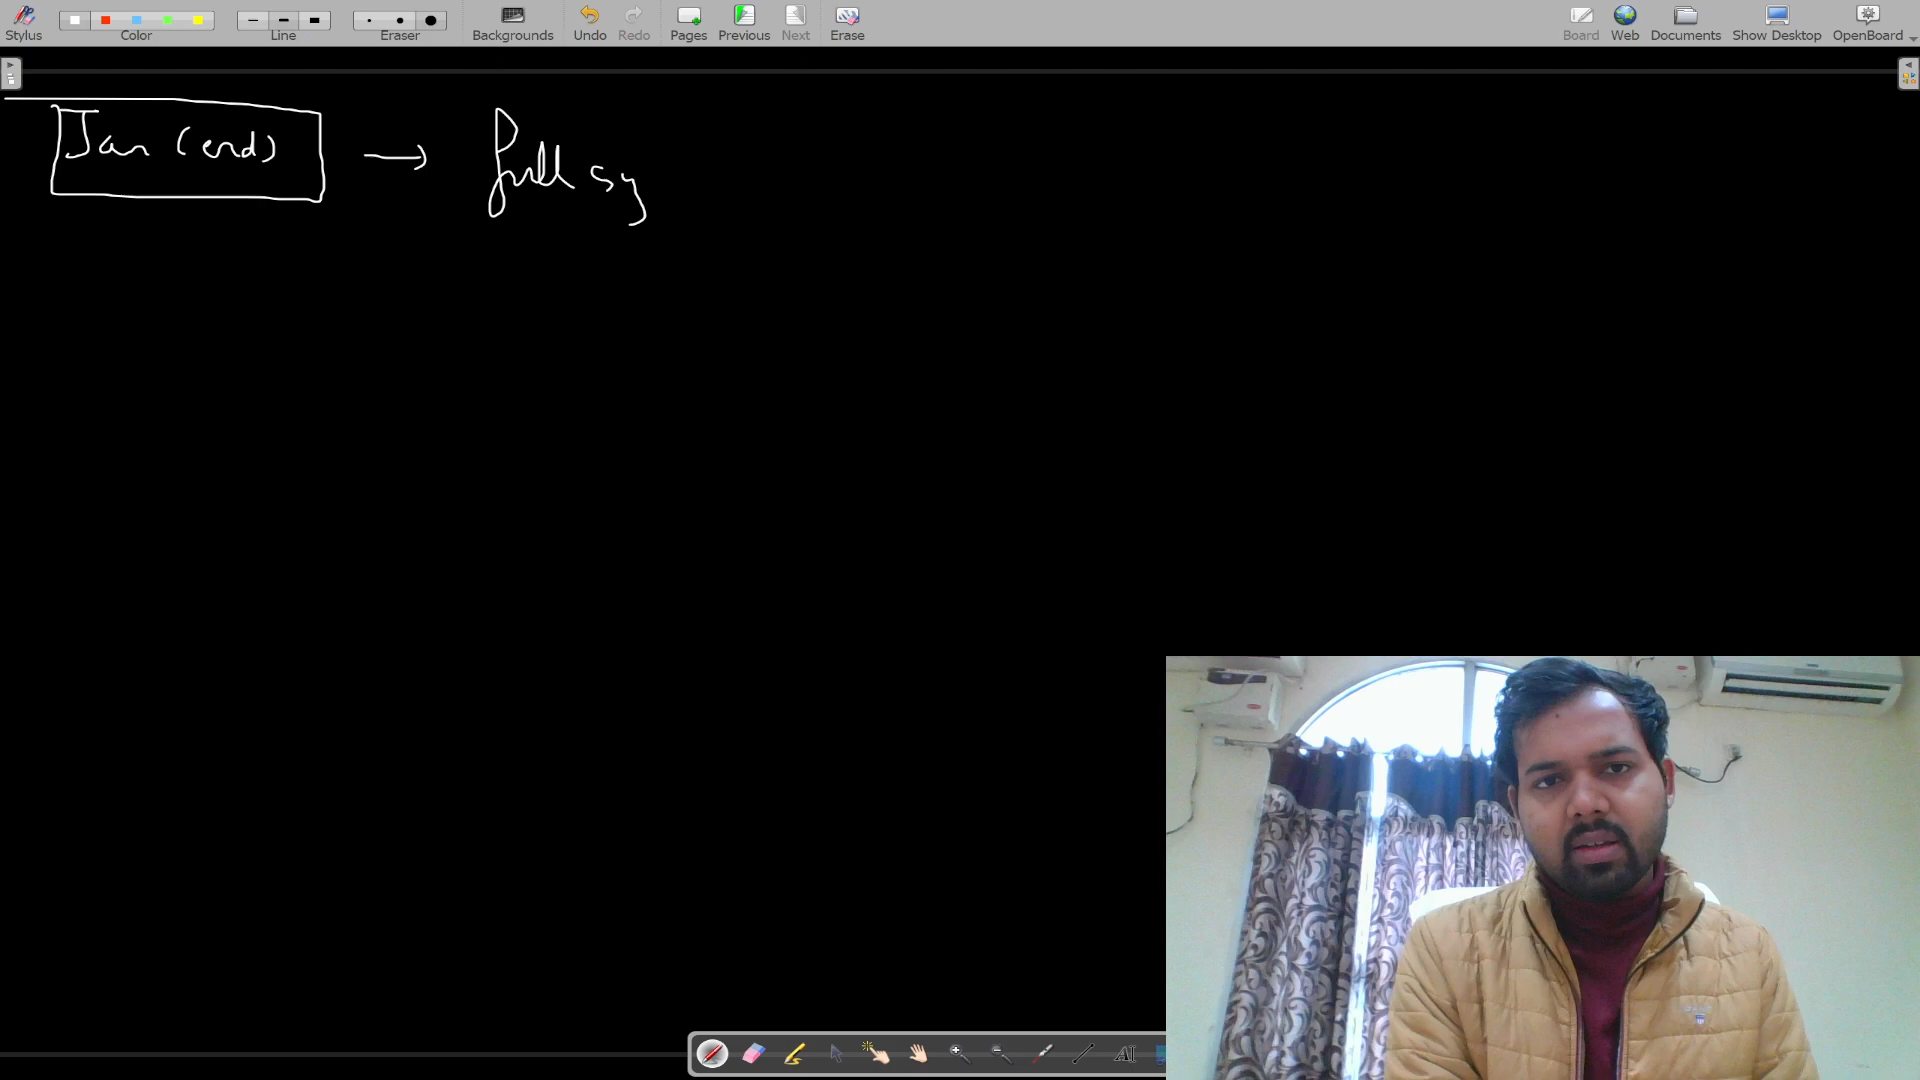 Stylus Color Line Eraser Backgrounds Undo Redo Pages Previous Next Erase Board Web Documents Show Desktop OpenBoard
Jan (end) → full sy
AI